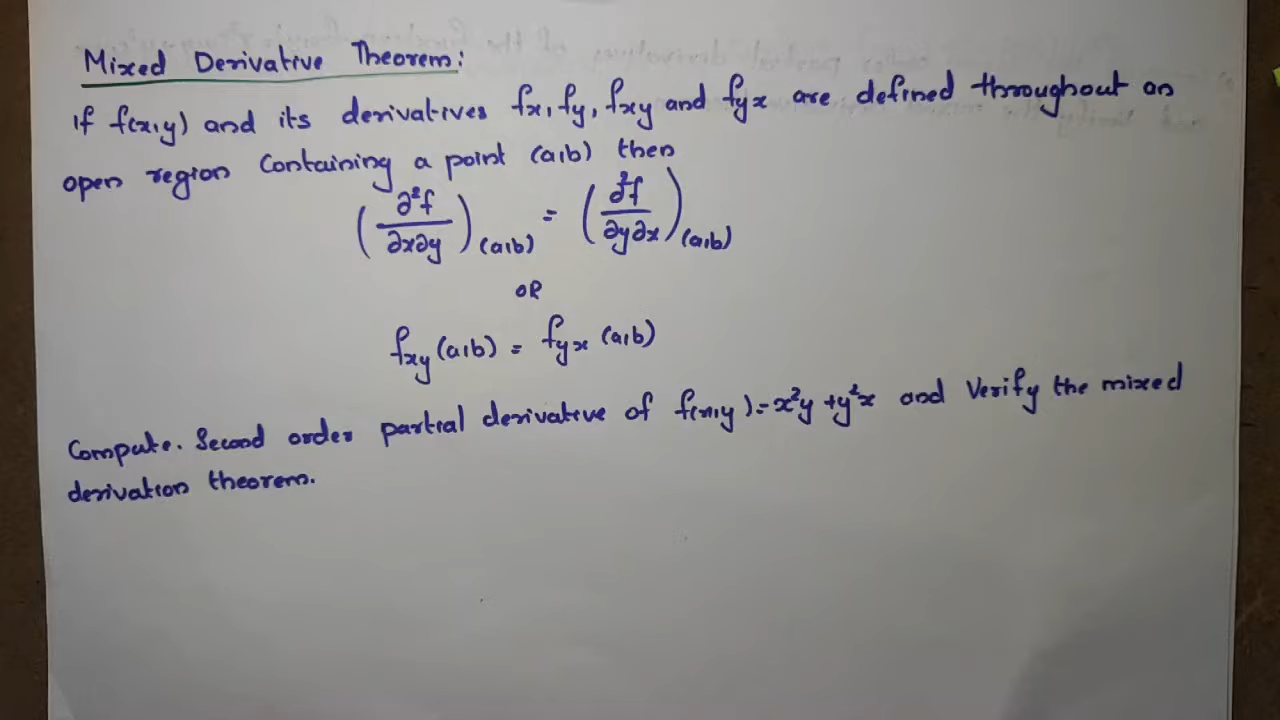 Mixed Derivative Theorem:
If f(x,y) and its derivatives fx, fy, fxy and fyx are defined throughout an
open region Containing a point (a,b) then
(∂²f/∂x∂y)(a,b) = (∂²f/∂y∂x)(a,b)
OR
fxy(a,b) = fyx(a,b)
Compute. Second order partial derivative of f(x,y) = x²y + y²x and Verify the mixed
derivation theorem.